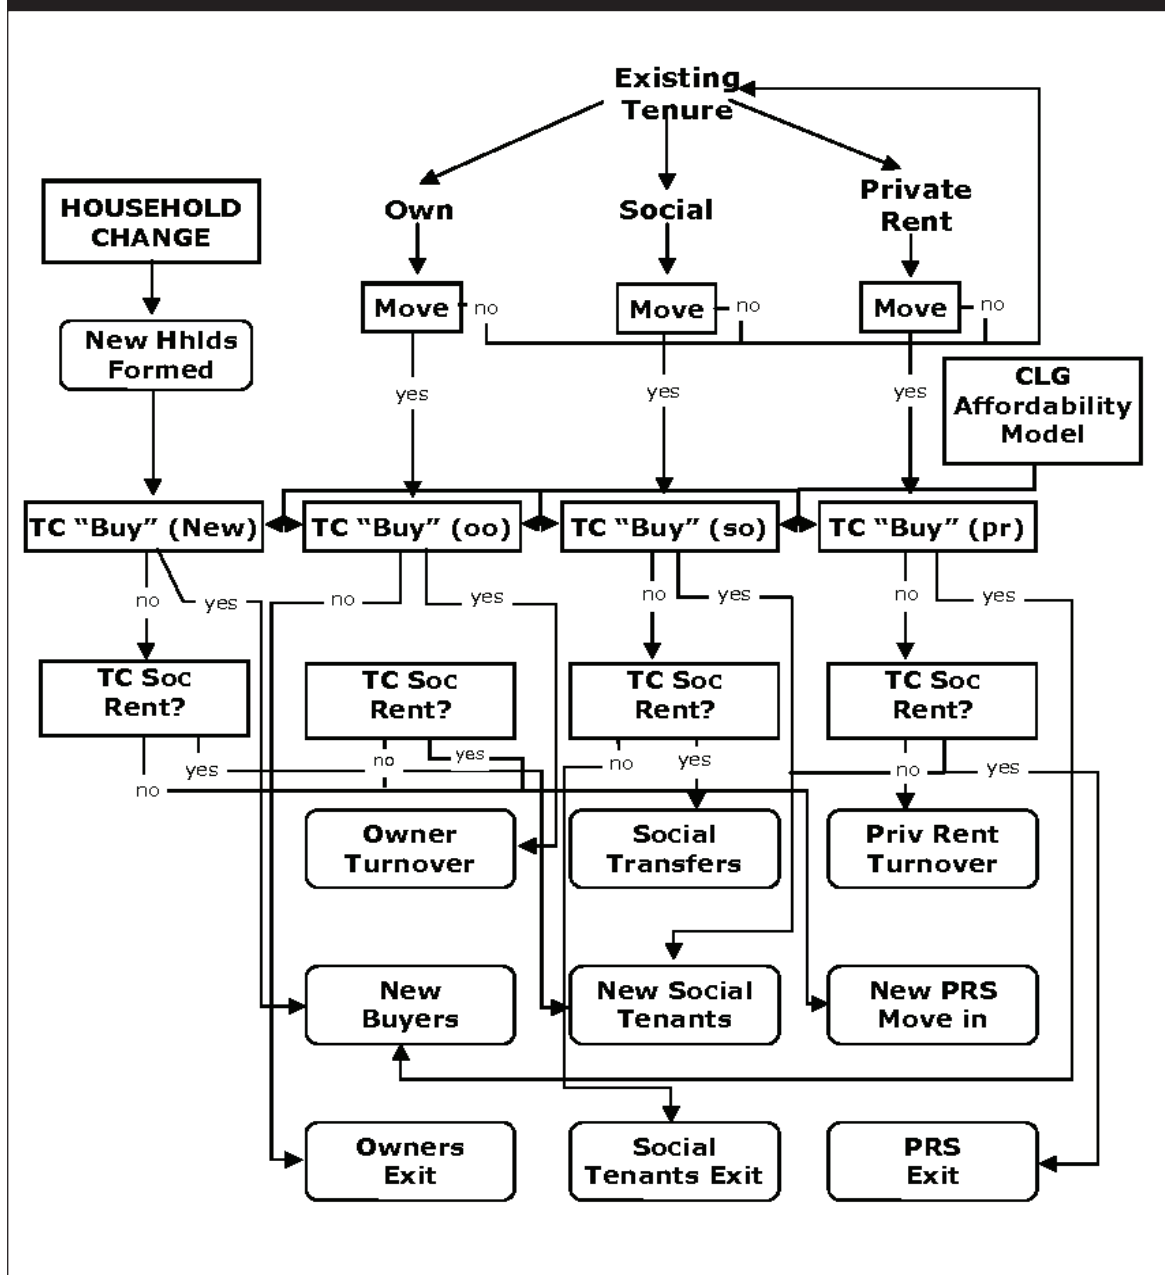 Existing
Tenure
HOUSEHOLD
CHANGE
Own
Social
Private
Rent
New Hhlds
Formed
Move
no
Move
no
Move
no
yes
yes
yes
CLG
Affordability
Model
TC “Buy” (New)
TC “Buy” (oo)
TC “Buy” (so)
TC “Buy” (pr)
no
yes
no
yes
no
yes
no
yes
TC Soc
Rent?
TC Soc
Rent?
TC Soc
Rent?
TC Soc
Rent?
no
yes
no
yes
no
yes
no
yes
Owner
Turnover
Social
Transfers
Priv Rent
Turnover
New
Buyers
New Social
Tenants
New PRS
Move in
Owners
Exit
Social
Tenants Exit
PRS
Exit